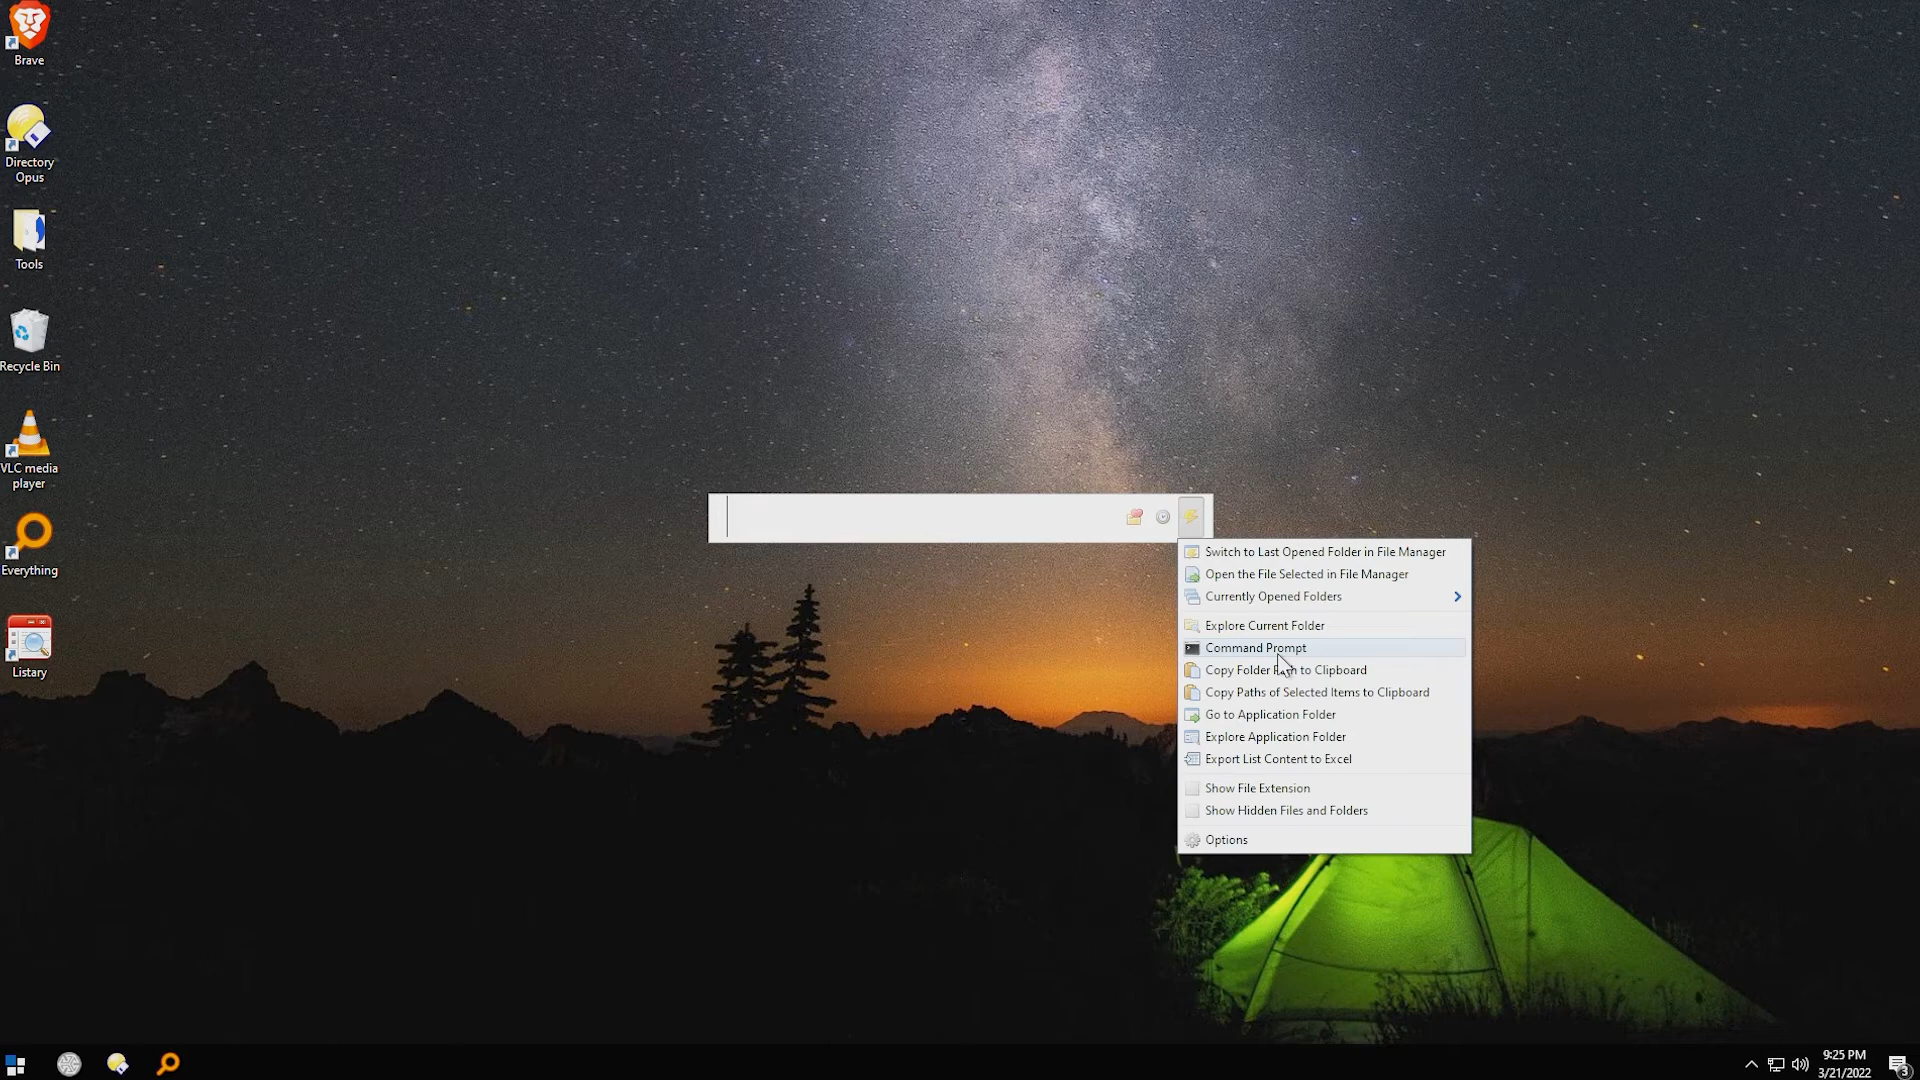 Brave
Directory
Opus
Tools
Recycle Bin
VLC media
player
Everything
Listary
Switch to Last Opened Folder in File Manager
Open the File Selected in File Manager
Currently Opened Folders
Explore Current Folder
Command Prompt
Copy Folder Path to Clipboard
Copy Paths of Selected Items to Clipboard
Go to Application Folder
Explore Application Folder
Export List Content to Excel
Show File Extension
Show Hidden Files and Folders
Options
9:25 PM
3/21/2022
3